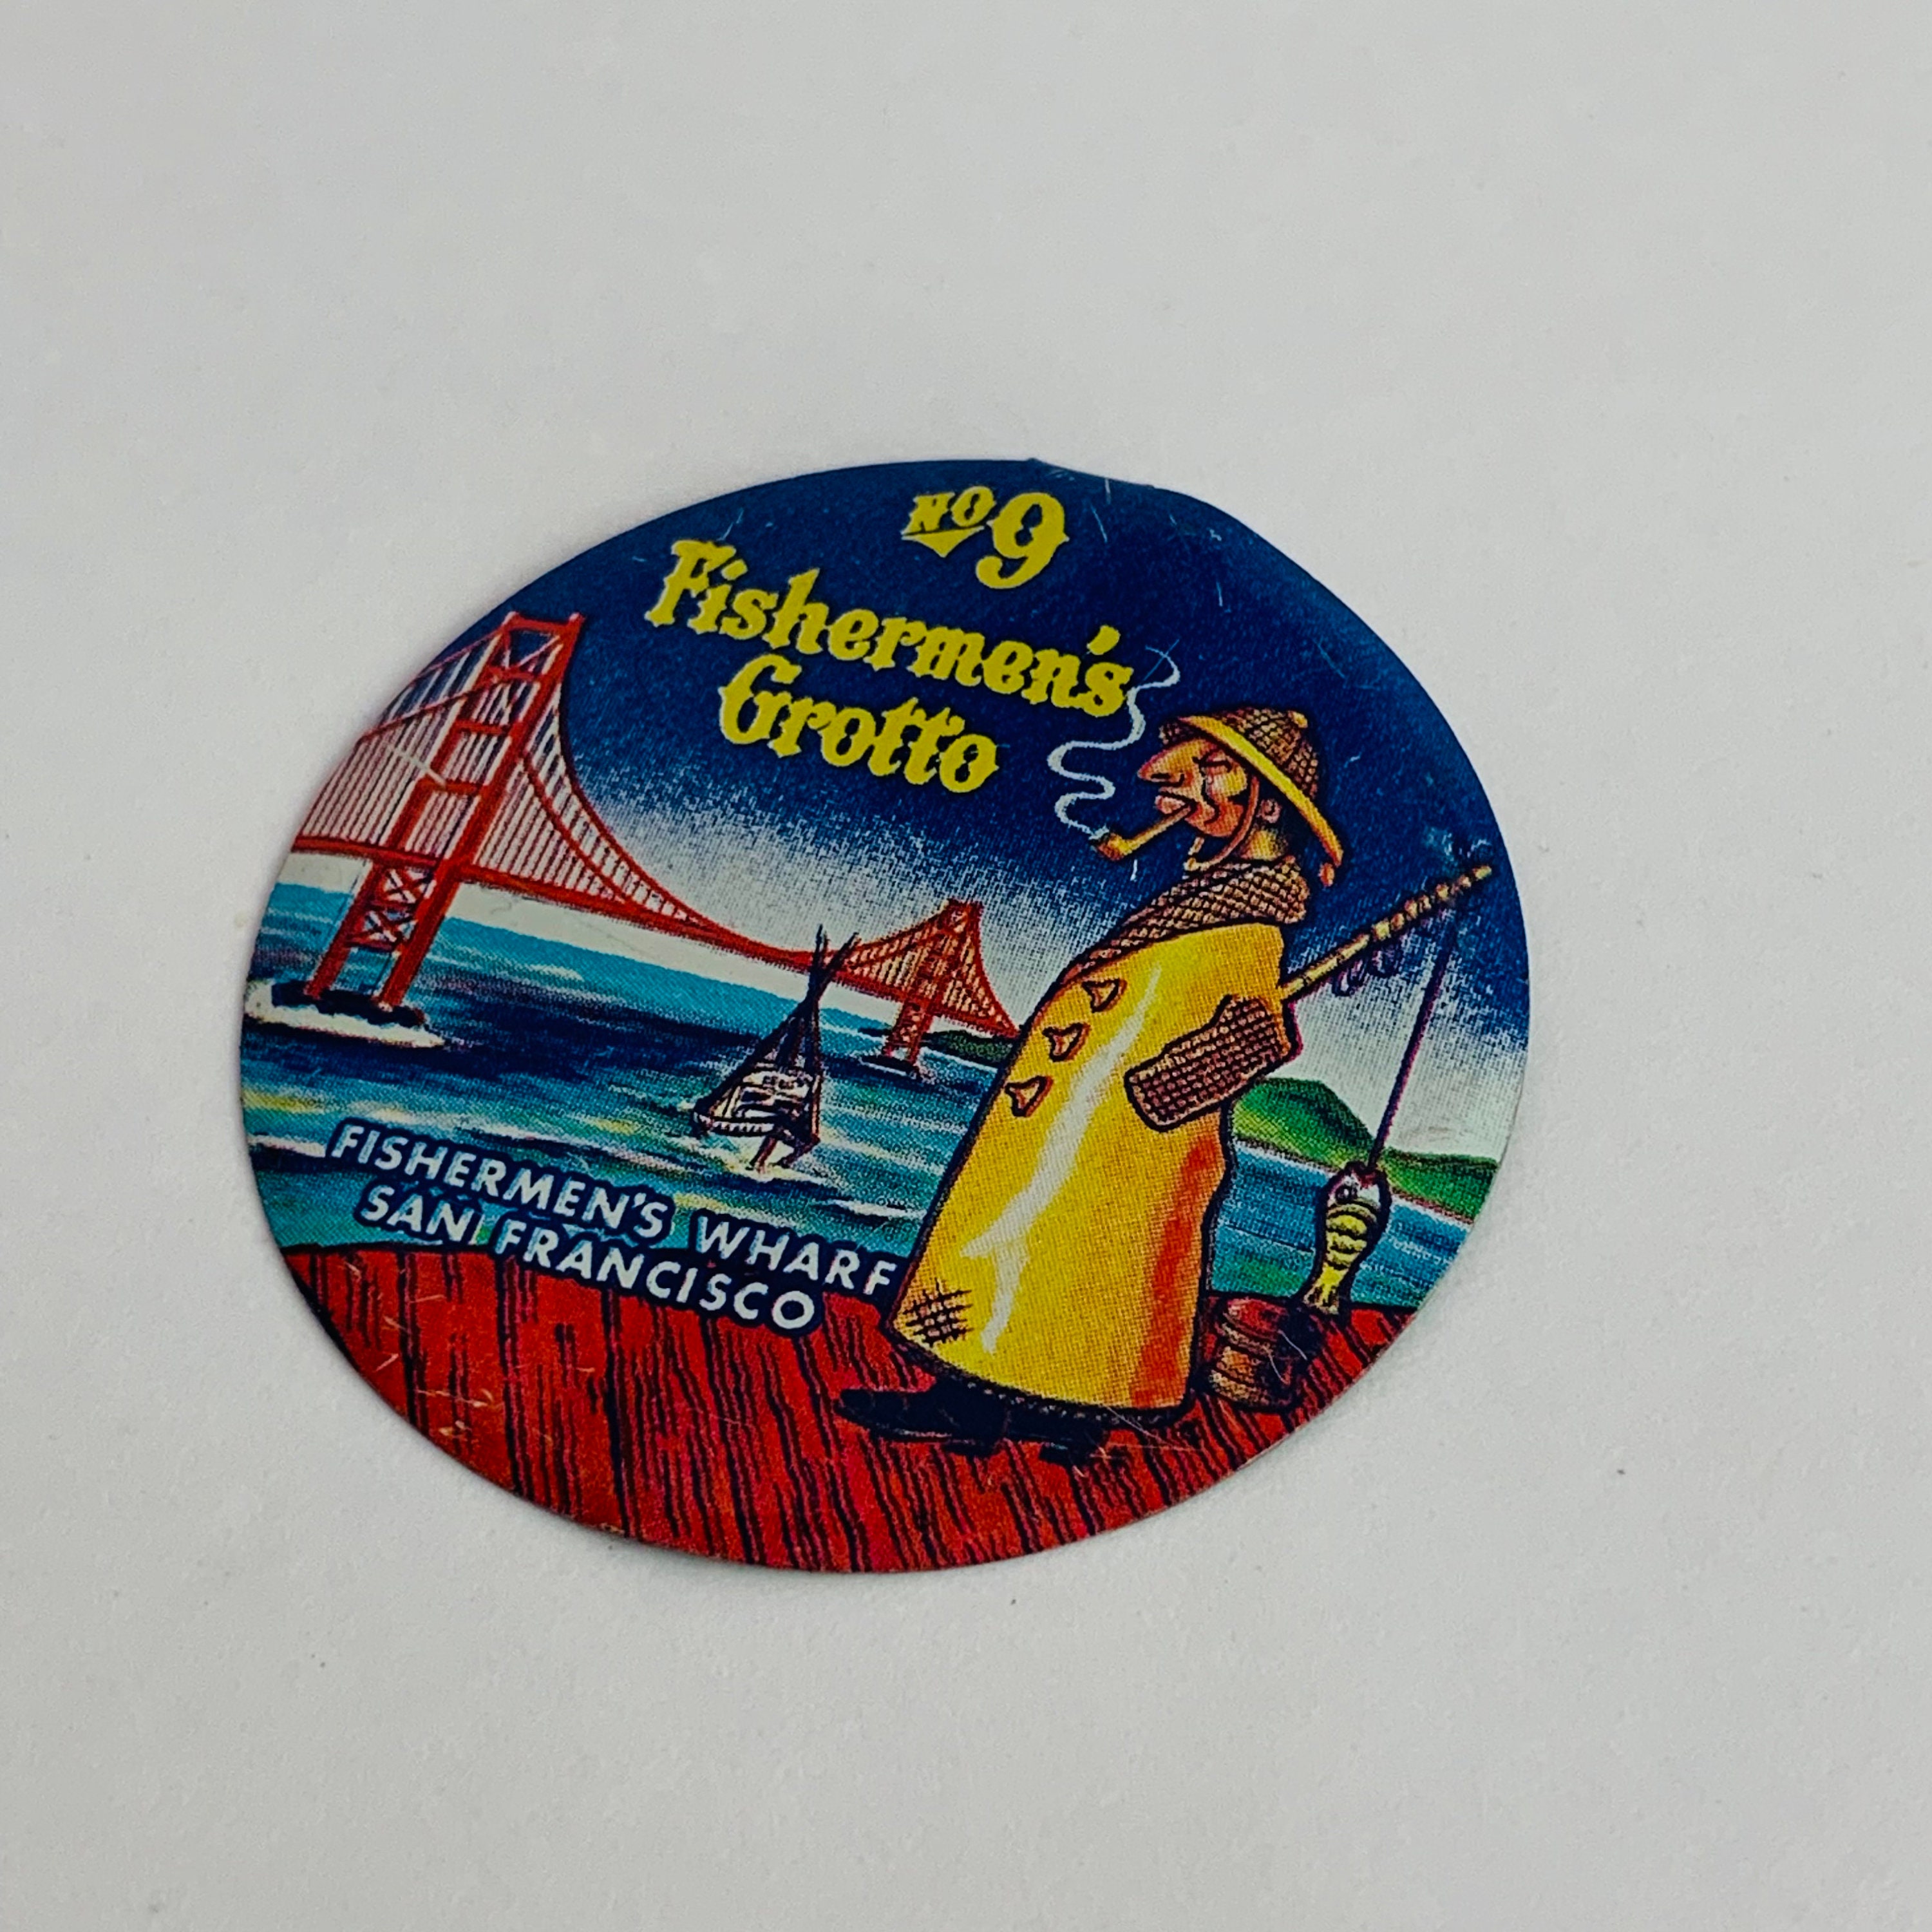 No 9
Fishermen's
Grotto
FISHERMEN'S WHARF
SAN FRANCISCO